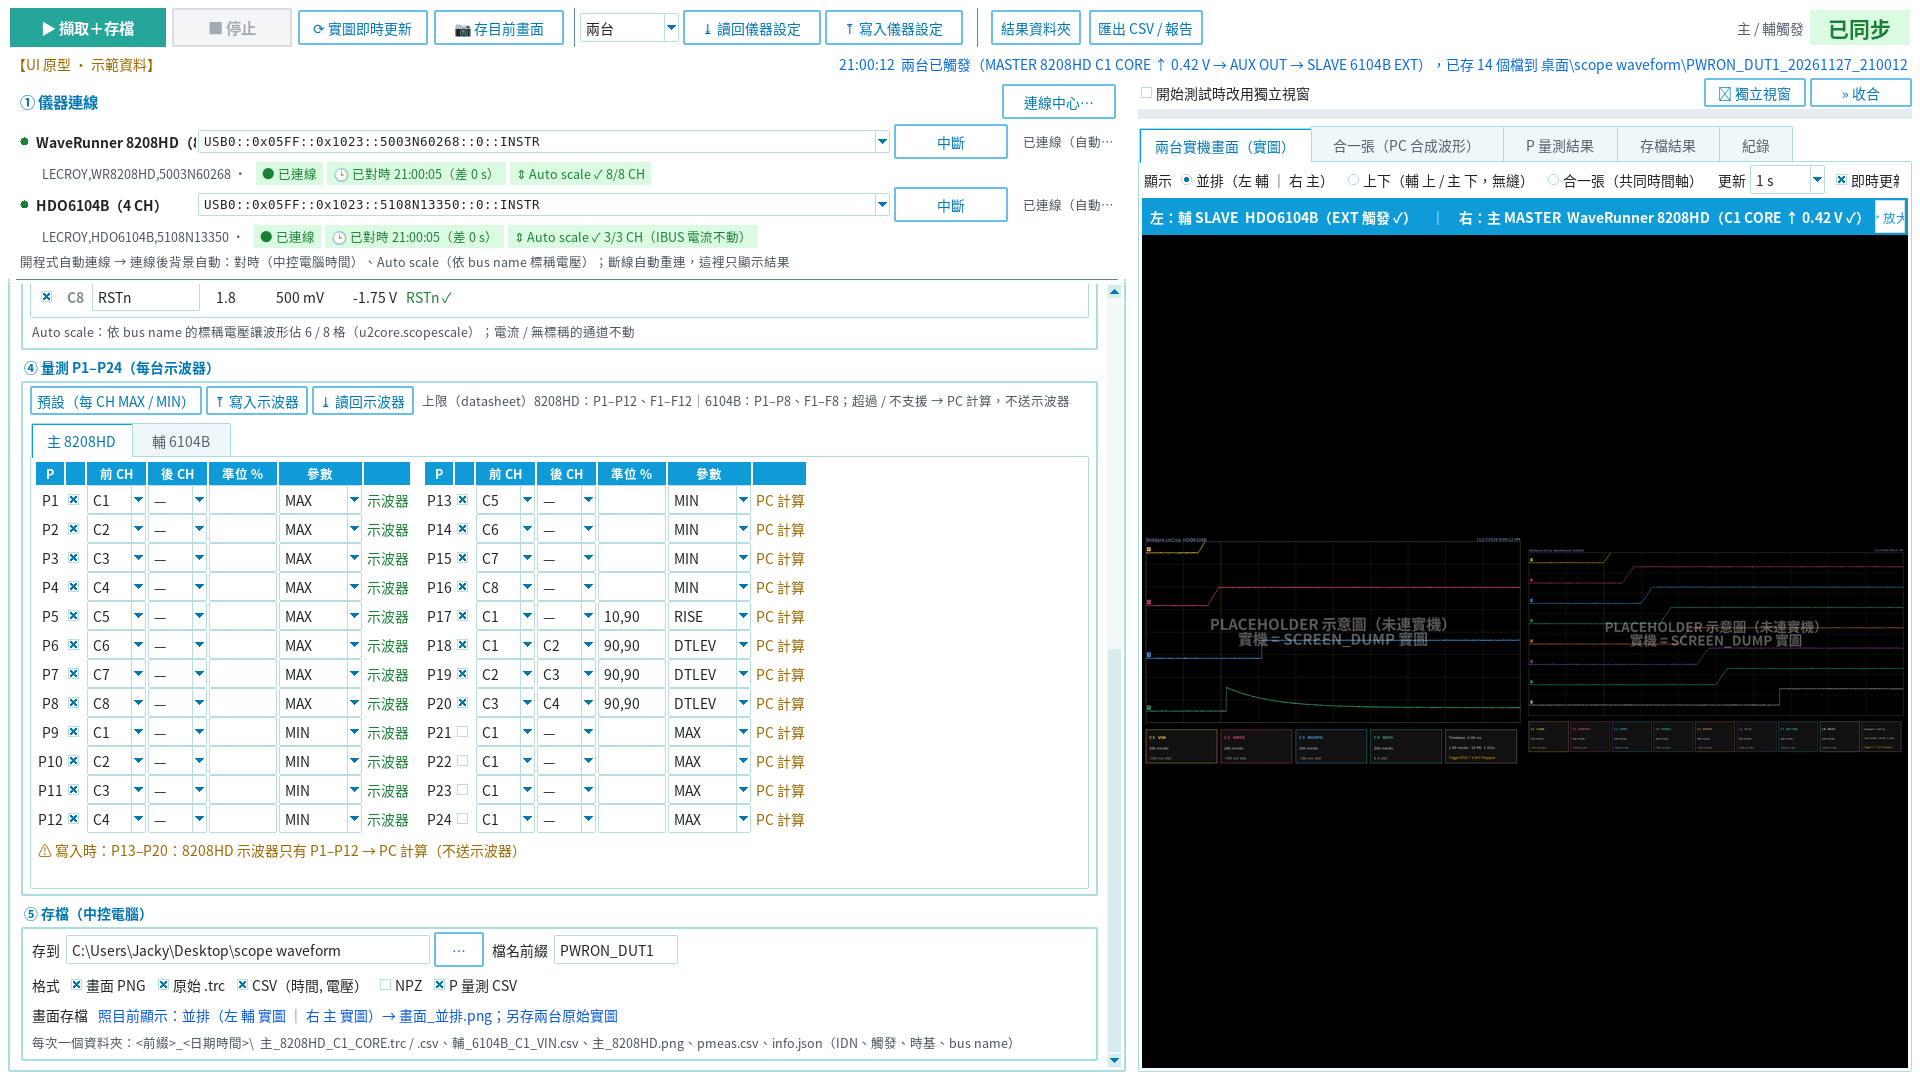 ▶ 擷取＋存檔
■ 停止
⟳ 實圖即時更新
📷 存目前畫面
兩台
⤓ 讀回儀器設定
⤒ 寫入儀器設定
結果資料夾
匯出 CSV / 報告
主 / 輔觸發
已同步
【UI 原型 · 示範資料】
21:00:12 兩台已觸發（MASTER 8208HD C1 CORE ↑ 0.42 V → AUX OUT → SLAVE 6104B EXT），已存 14 個檔到 桌面\scope waveform\PWRON_DUT1_20261127_210012
① 儀器連線
連線中心…
WaveRunner 8208HD（8
USB0::0x05FF::0x1023::5003N60268::0::INSTR
中斷
已連線（自動…
LECROY,WR8208HD,5003N60268 ·
● 已連線
🕒 已對時 21:00:05（差 0 s）
⇕ Auto scale ✓ 8/8 CH
HDO6104B（4 CH）
USB0::0x05FF::0x1023::5108N13350::0::INSTR
中斷
已連線（自動…
LECROY,HDO6104B,5108N13350 ·
● 已連線
🕒 已對時 21:00:05（差 0 s）
⇕ Auto scale ✓ 3/3 CH（IBUS 電流不動）
開程式自動連線 → 連線後背景自動：對時（中控電腦時間）、Auto scale（依 bus name 標稱電壓）；斷線自動重連，這裡只顯示結果
C8 RSTn 1.8 500 mV -1.75 V RSTn ✓
Auto scale：依 bus name 的標稱電壓讓波形佔 6 / 8 格（u2core.scopescale）；電流 / 無標稱的通道不動
④ 量測 P1–P24（每台示波器）
預設（每 CH MAX / MIN）
⤒ 寫入示波器
⤓ 讀回示波器
上限（datasheet）8208HD：P1–P12、F1–F12｜6104B：P1–P8、F1–F8；超過 / 不支援 → PC 計算，不送示波器
主 8208HD
輔 6104B
P 前 CH 後 CH 準位 % 參數 P 前 CH 後 CH 準位 % 參數
P1 C1 — MAX 示波器 P13 C5 — MIN PC 計算
P2 C2 — MAX 示波器 P14 C6 — MIN PC 計算
P3 C3 — MAX 示波器 P15 C7 — MIN PC 計算
P4 C4 — MAX 示波器 P16 C8 — MIN PC 計算
P5 C5 — MAX 示波器 P17 C1 — 10,90 RISE PC 計算
P6 C6 — MAX 示波器 P18 C1 C2 90,90 DTLEV PC 計算
P7 C7 — MAX 示波器 P19 C2 C3 90,90 DTLEV PC 計算
P8 C8 — MAX 示波器 P20 C3 C4 90,90 DTLEV PC 計算
P9 C1 — MIN 示波器 P21 C1 — MAX PC 計算
P10 C2 — MIN 示波器 P22 C1 — MAX PC 計算
P11 C3 — MIN 示波器 P23 C1 — MAX PC 計算
P12 C4 — MIN 示波器 P24 C1 — MAX PC 計算
⚠ 寫入時：P13–P20：8208HD 示波器只有 P1–P12 → PC 計算（不送示波器）
⑤ 存檔（中控電腦）
存到 C:\Users\Jacky\Desktop\scope waveform … 檔名前綴 PWRON_DUT1
格式 畫面 PNG 原始 .trc CSV（時間, 電壓） NPZ P 量測 CSV
畫面存檔 照目前顯示：並排（左 輔 實圖 ｜ 右 主 實圖）→ 畫面_並排.png；另存兩台原始實圖
每次一個資料夾：<前綴>_<日期時間>\ 主_8208HD_C1_CORE.trc / .csv、輔_6104B_C1_VIN.csv、主_8208HD.png、pmeas.csv、info.json（IDN、觸發、時基、bus name）
開始測試時改用獨立視窗
獨立視窗
» 收合
兩台實機畫面（實圖）
合一張（PC 合成波形）
P 量測結果
存檔結果
紀錄
顯示 並排（左 輔 ｜ 右 主） 上下（輔 上 / 主 下，無縫） 合一張（共同時間軸） 更新 1 s 即時更新
左：輔 SLAVE HDO6104B（EXT 觸發 ✓） ｜ 右：主 MASTER WaveRunner 8208HD（C1 CORE ↑ 0.42 V ✓）
放大
PLACEHOLDER 示意圖（未連實機）
實機 = SCREEN_DUMP 實圖
PLACEHOLDER 示意圖（未連實機）
實機 = SCREEN_DUMP 實圖